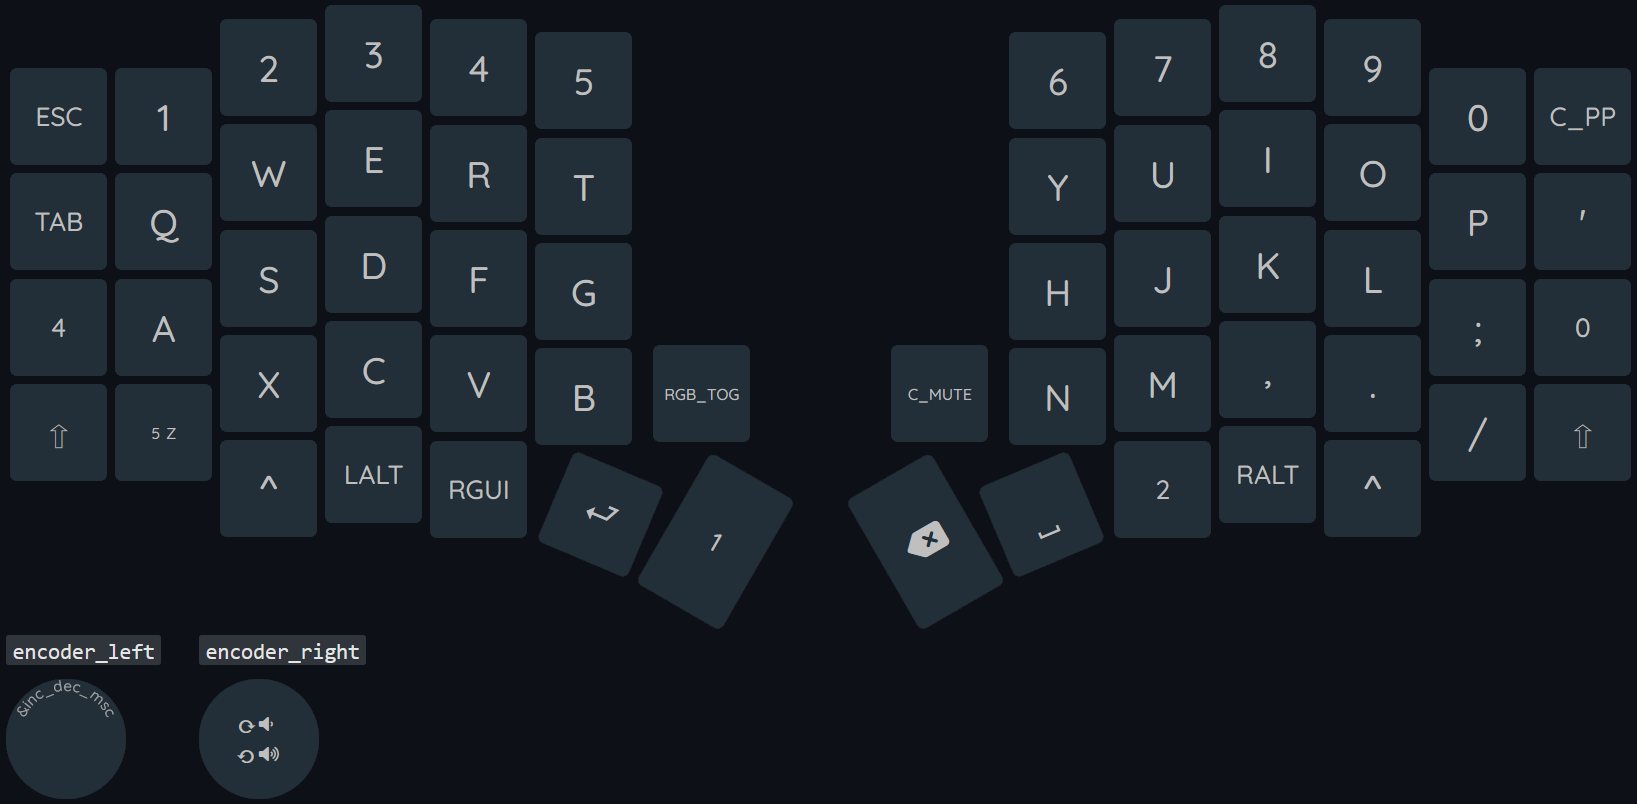 ESC 1 2 3 4 5 6 7 8 9 0 C_PP
TAB Q W E R T Y U I O P '
4 A S D F G H J K L ; 0
⇧ 5 Z X C V B RGB_TOG C_MUTE N M , . / ⇧
^ LALT RGUI 1 2 RALT ^
encoder_left encoder_right
&inc_dec_msc